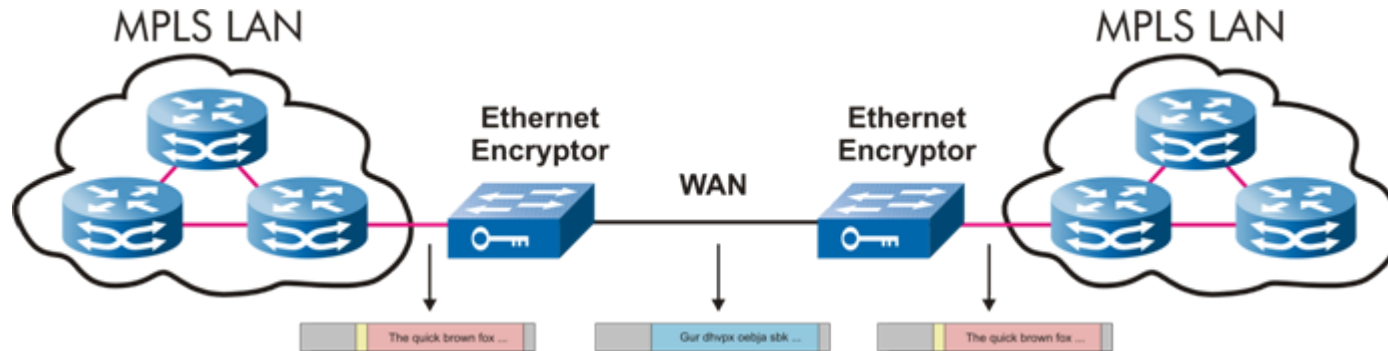 MPLS LAN
MPLS LAN
Ethernet
Encryptor
Ethernet
Encryptor
WAN
The quick brown fox ...
Gur dhvpx oebja sbk ...
The quick brown fox ...